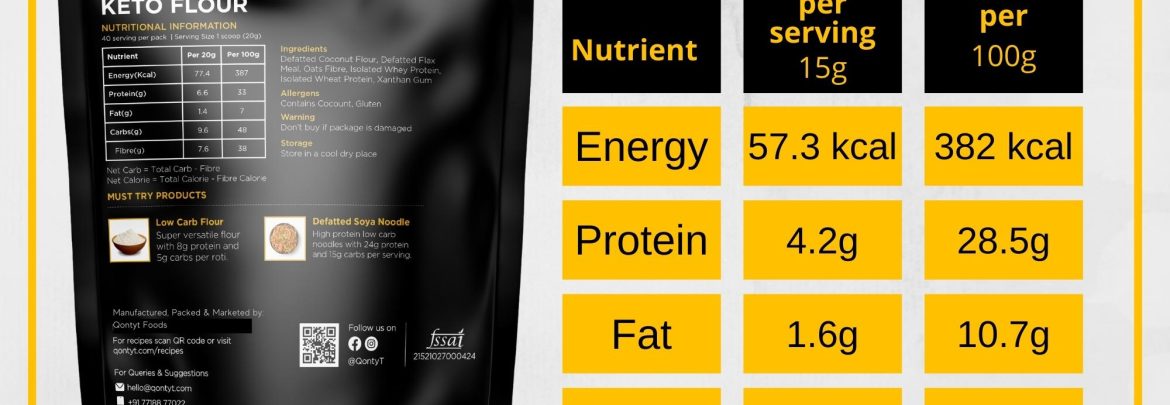 KETO FLOUR
NUTRITIONAL INFORMATION
40 serving per pack | Serving Size 1 scoop (20g)
Nutrient Per 20g Per 100g
Energy(Kcal) 77.4 387
Protein(g) 6.6 33
Fat(g) 1.4 7
Carbs(g) 9.6 48
Fibre(g) 7.6 38
Net Carb = Total Carb - Fibre
Net Calorie = Total Calorie - Fibre Calorie
Ingredients
Defatted Coconut Flour, Defatted Flax
Meal, Oats Fibre, Isolated Whey Protein,
Isolated Wheat Protein, Xanthan Gum
Allergens
Contains Cocount, Gluten
Warning
Don't buy if package is damaged
Storage
Store in a cool dry place
MUST TRY PRODUCTS
Low Carb Flour
Super versatile flour
with 8g protein and
5g carbs per roti.
Defatted Soya Noodle
High protein low carb
noodles with 24g protein
and 15g carbs per serving.
Manufactured, Packed & Marketed by:
Qontyt Foods
For recipes scan QR code or visit
qontyt.com/recipes
For Queries & Suggestions
hello@qontyt.com
+91 77188 77022
Follow us on
@QontyT
fssai
21521027000424
Nutrient
per
serving
15g
per
100g
Energy 57.3 kcal 382 kcal
Protein 4.2g 28.5g
Fat 1.6g 10.7g